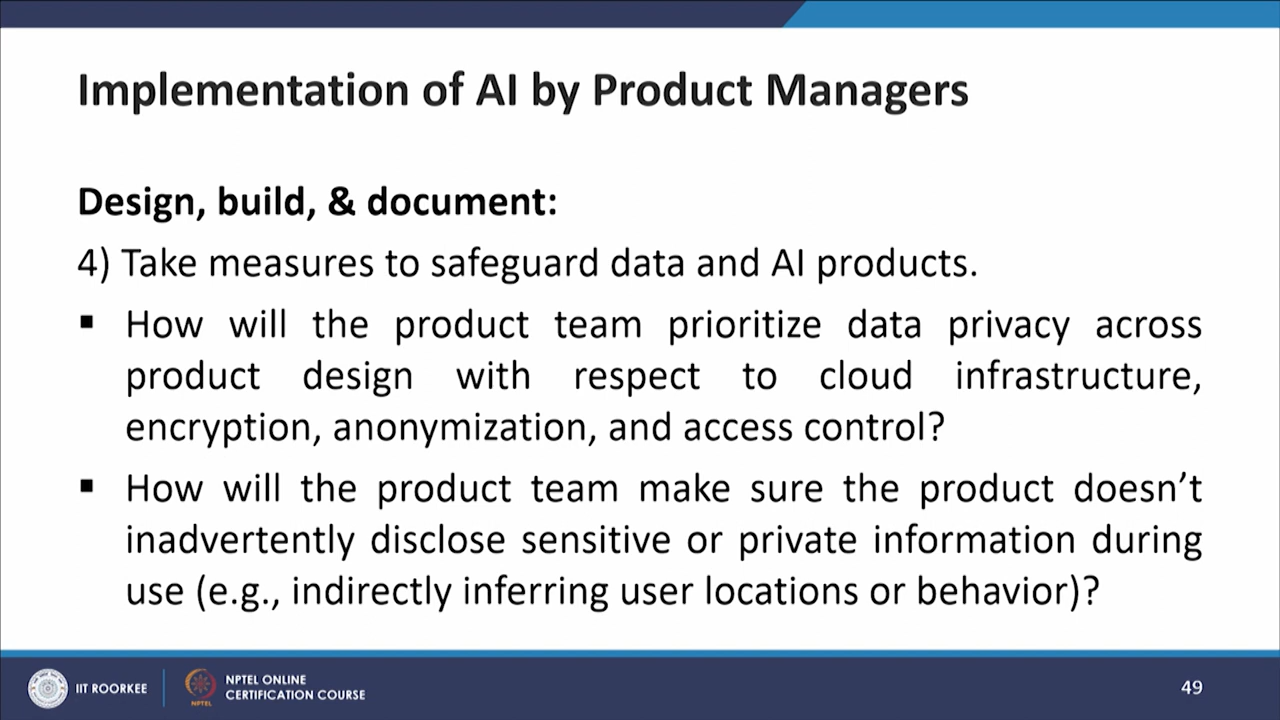 Implementation of AI by Product Managers
Design, build, & document:
4) Take measures to safeguard data and AI products.
▪ How will the product team prioritize data privacy across
product design with respect to cloud infrastructure,
encryption, anonymization, and access control?
▪ How will the product team make sure the product doesn’t
inadvertently disclose sensitive or private information during
use (e.g., indirectly inferring user locations or behavior)?
IIT ROORKEE
NPTEL
NPTEL ONLINE
CERTIFICATION COURSE
49